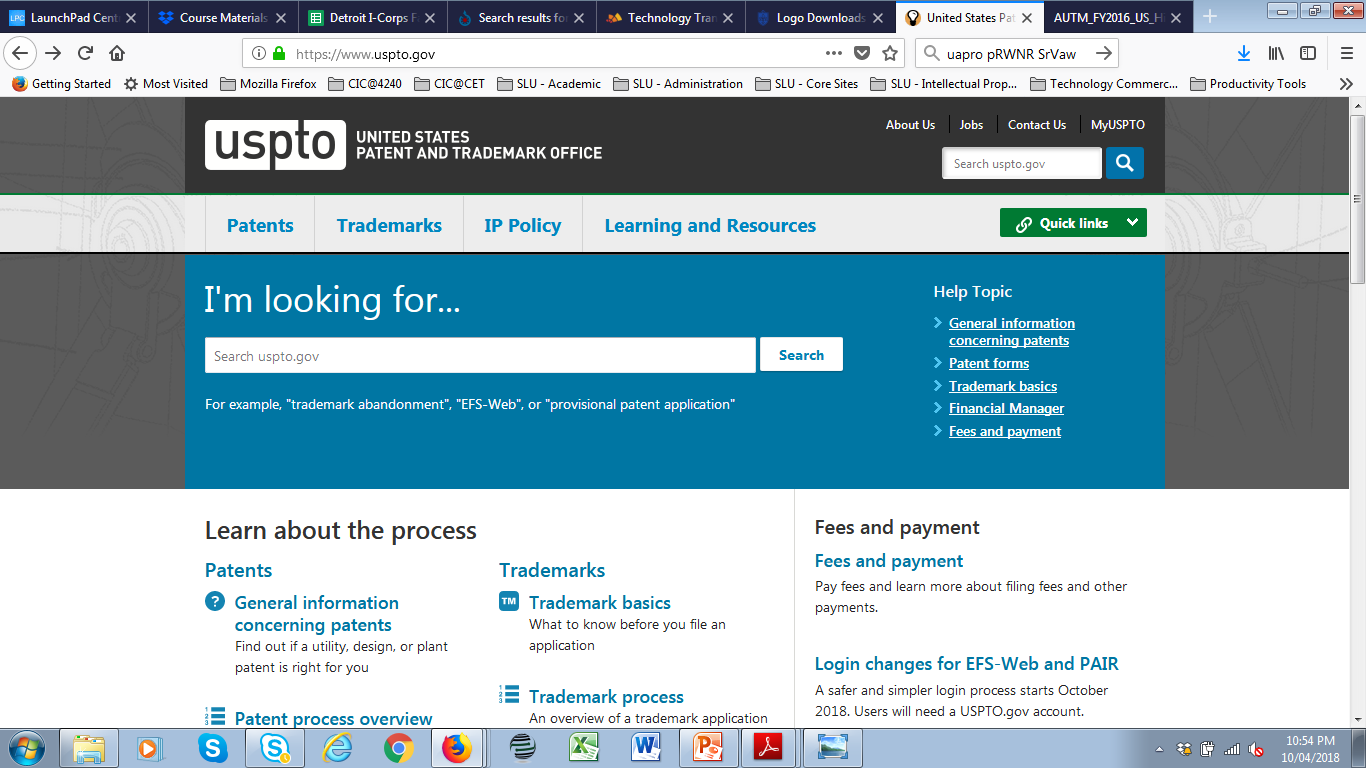 LaunchPad Cent
Course Materials
Detroit I-Corps Fa
Search results for
Technology Tran
Logo Downloads
United States Pat
AUTM_FY2016_US_Hi
https://www.uspto.gov
uapro pRWNR SrVaw
Getting Started
Most Visited
Mozilla Firefox
CIC@4240
CIC@CET
SLU - Academic
SLU - Administration
SLU - Core Sites
SLU - Intellectual Prop...
Technology Commerc...
Productivity Tools
uspto
UNITED STATES
PATENT AND TRADEMARK OFFICE
About Us
Jobs
Contact Us
MyUSPTO
Search uspto.gov
Patents
Trademarks
IP Policy
Learning and Resources
Quick links
I'm looking for...
Search uspto.gov
Search
For example, "trademark abandonment", "EFS-Web", or "provisional patent application"
Help Topic
General information
concerning patents
Patent forms
Trademark basics
Financial Manager
Fees and payment
Learn about the process
Patents
General information
concerning patents
Find out if a utility, design, or plant
patent is right for you
Patent process overview
Trademarks
TM
Trademark basics
What to know before you file an
application
Trademark process
An overview of a trademark application
Fees and payment
Fees and payment
Pay fees and learn more about filing fees and other
payments.
Login changes for EFS-Web and PAIR
A safer and simpler login process starts October
2018. Users will need a USPTO.gov account.
10:54 PM
10/04/2018